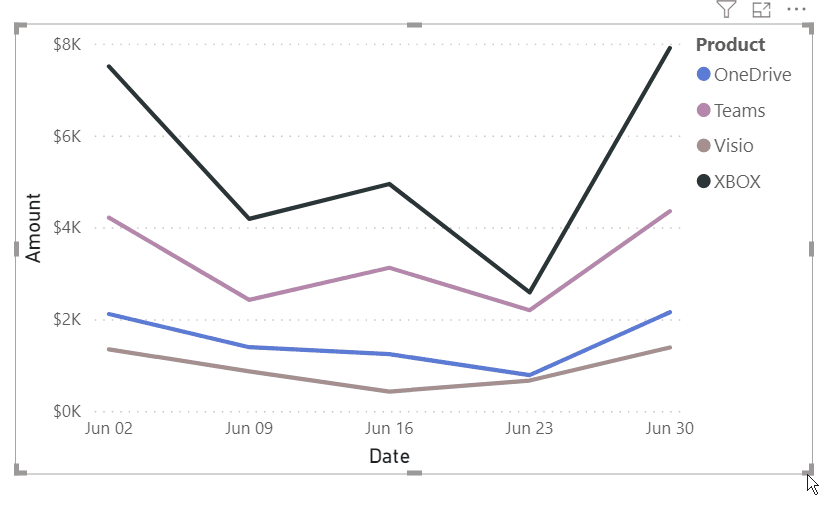 $8K
$6K
$4K
$2K
$0K
Amount
Jun 02 Jun 09 Jun 16 Jun 23 Jun 30
Date
Product
OneDrive
Teams
Visio
XBOX